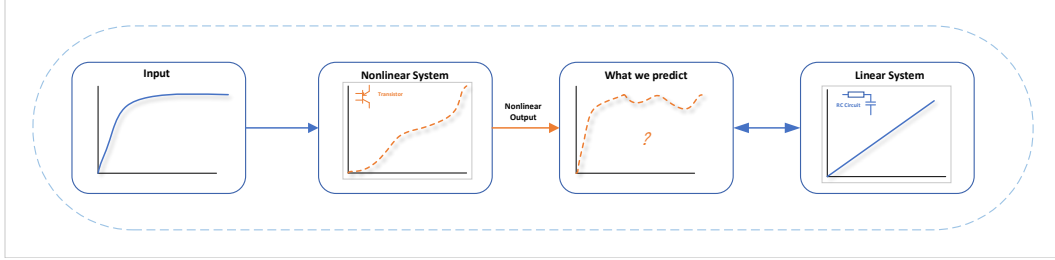 Input
Nonlinear System
Transistor
Nonlinear
Output
What we predict
?
Linear System
RC Circuit